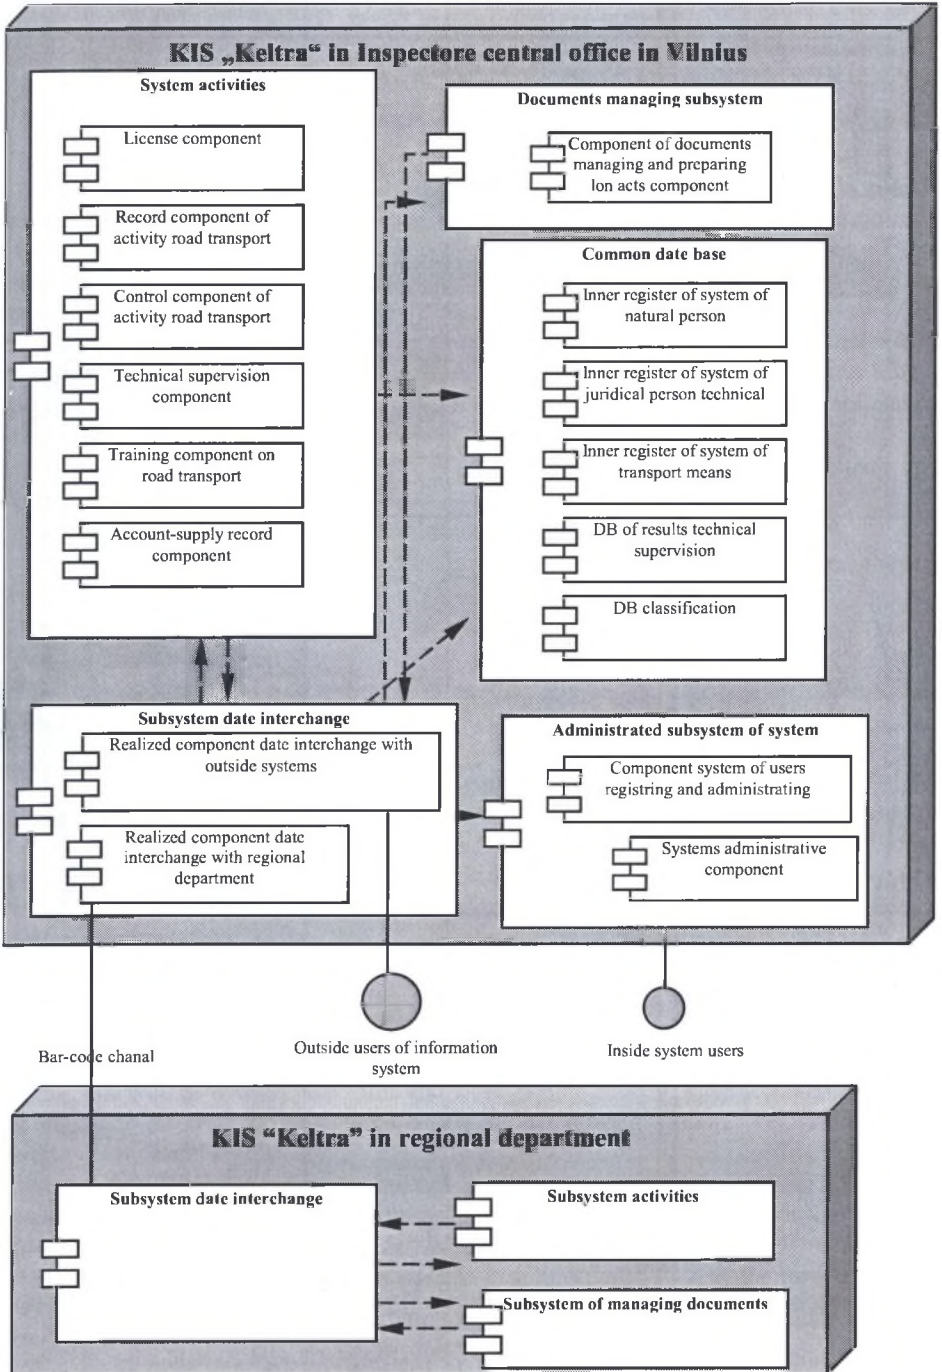 KIS „Keltra“ in Inspectore central office in Vilnius
System activities
License component
Record component of
activity road transport
Control component of
activity road transport
Technical supervision
component
Training component on
road transport
Account-supply record
component
Documents managing subsystem
Component of documents
managing and preparing
Ion acts component
Common date base
Inner register of system of
natural person
Inner register of system of
juridical person technical
Inner register of system of
transport means
DB of results technical
supervision
DB classification
Subsystem date interchange
Realized component date interchange with
outside systems
Realized component date
interchange with regional
department
Administrated subsystem of system
Component system of users
registring and administrating
Systems administrative
component
Bar-code chanal
Outside users of information
system
Inside system users
KIS “Keltra” in regional department
Subsystem date interchange
Subsystem activities
Subsystem of managing documents